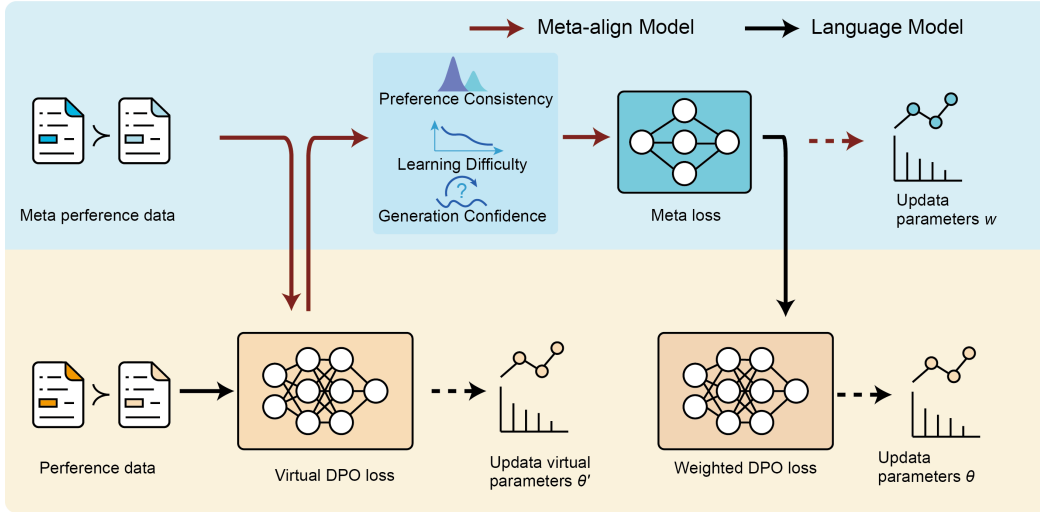 Meta-align Model
Language Model
Preference Consistency
Learning Difficulty
?
Generation Confidence
Meta perference data
Meta loss
Updata
parameters w
Perference data
Virtual DPO loss
Updata virtual
parameters θ'
Weighted DPO loss
Updata
parameters θ